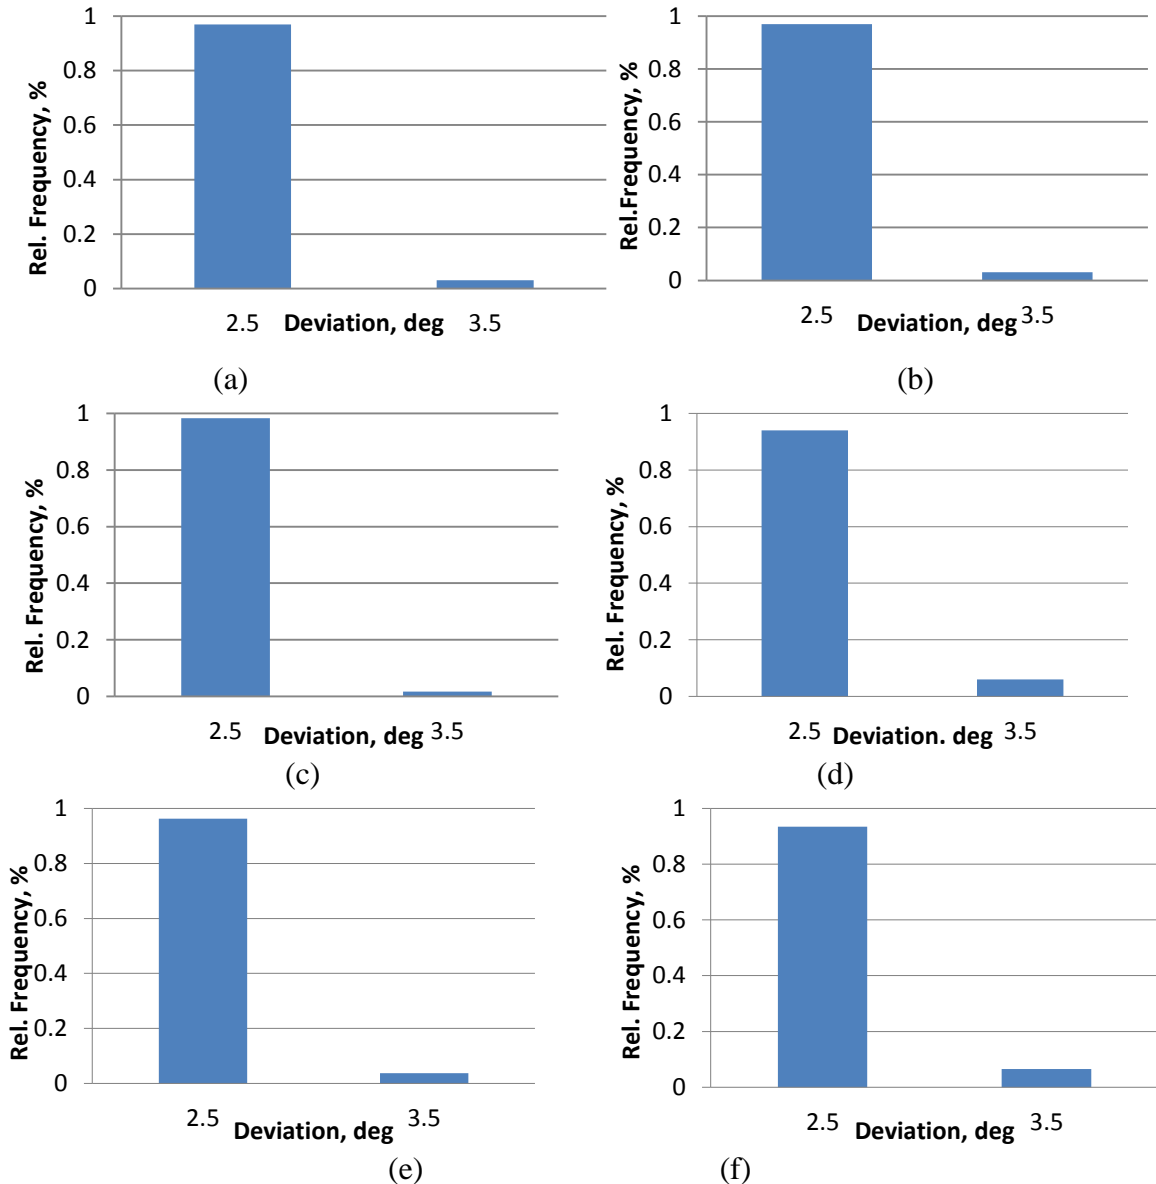 1
0.8
0.6
0.4
0.2
0
Rel. Frequency, %
2.5 Deviation, deg 3.5
(a)
1
0.8
0.6
0.4
0.2
0
Rel.Frequency, %
2.5 Deviation, deg 3.5
(b)
1
0.8
0.6
0.4
0.2
0
Rel. Frequency, %
2.5 Deviation, deg 3.5
(c)
1
0.8
0.6
0.4
0.2
0
Rel. Frequency, %
2.5 Deviation. deg 3.5
(d)
1
0.8
0.6
0.4
0.2
0
Rel. Frequency, %
2.5 Deviation, deg 3.5
(e)
1
0.8
0.6
0.4
0.2
0
Rel. Frequency, %
2.5 Deviation, deg 3.5
(f)